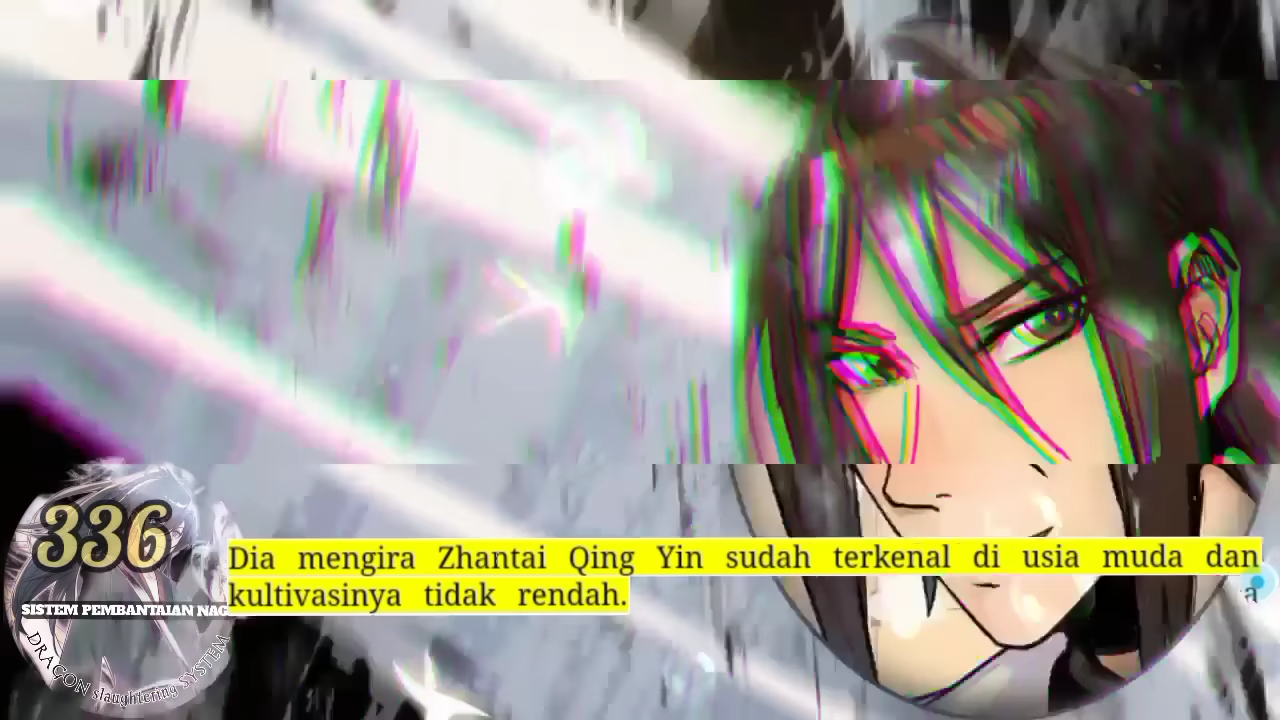 336
SISTEM PEMBANTAIAN NAG
DRAGON slaughtering SYSTEM
Dia mengira Zhantai Qing Yin sudah terkenal di usia muda dan
kultivasinya tidak rendah.
a